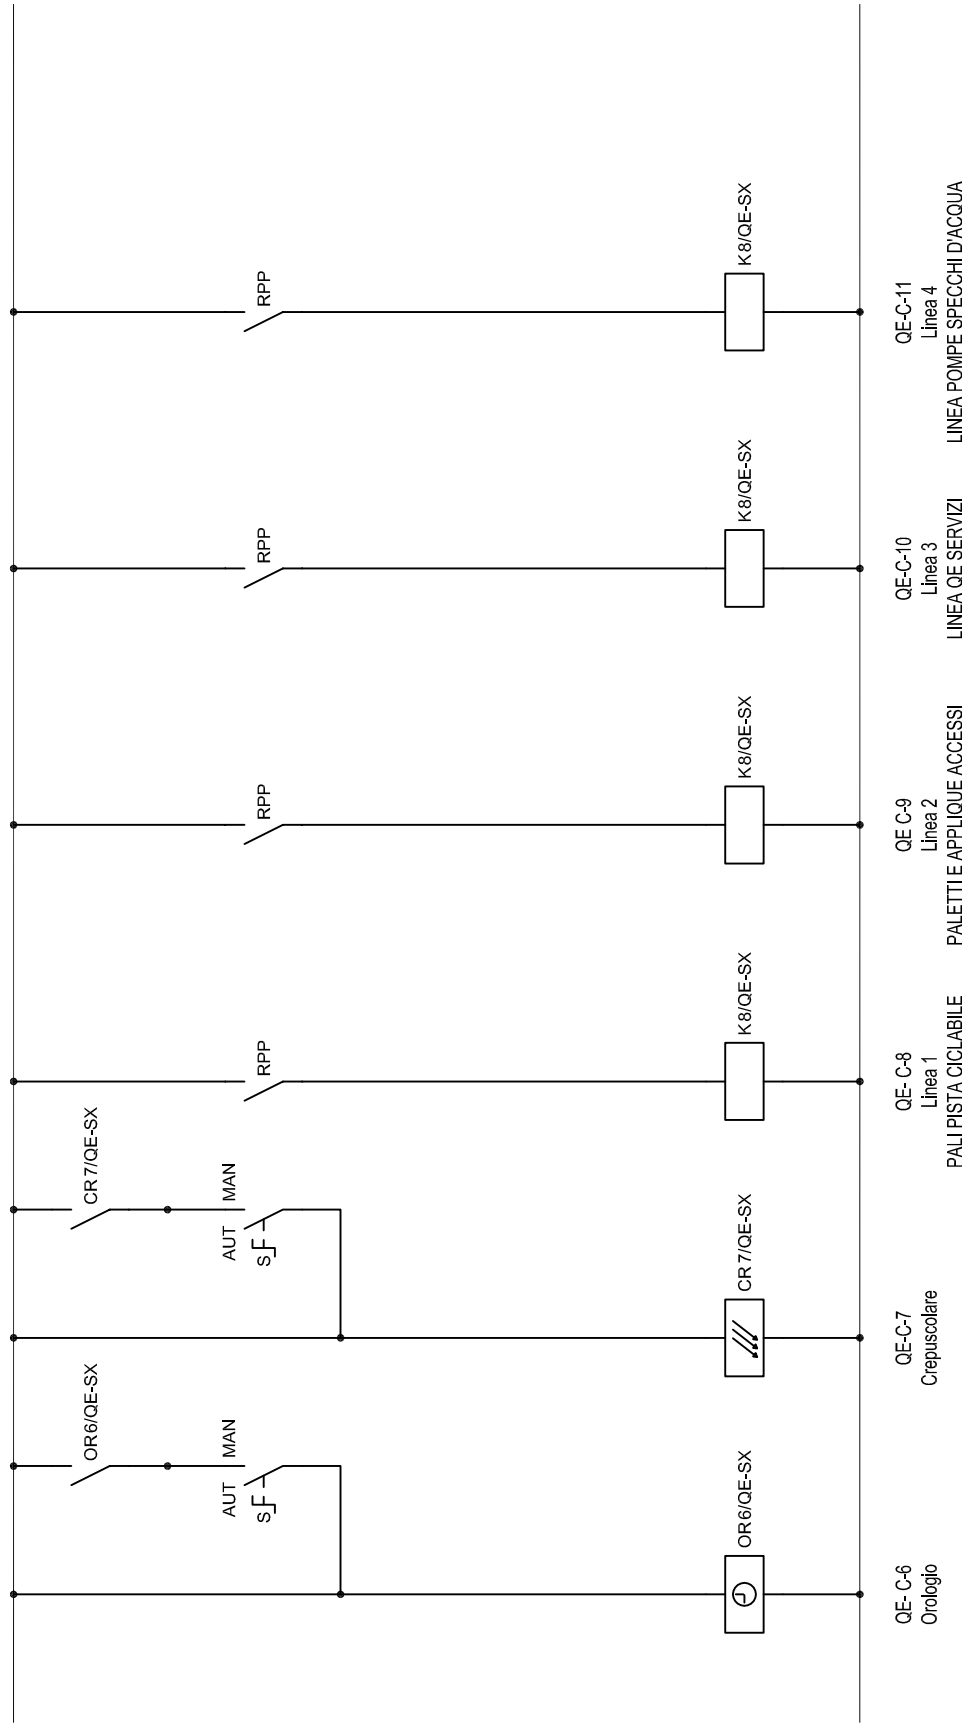 OR6/QE-SX
AUT
MAN
S
OR6/QE-SX
QE- C-6
Orologio
CR7/QE-SX
AUT
MAN
S
CR7/QE-SX
QE-C-7
Crepuscolare
RPP
K8/QE-SX
QE- C-8
Linea 1
PALI PISTA CICLABILE
RPP
K8/QE-SX
QE C-9
Linea 2
PALETTI E APPLIQUE ACCESSI
RPP
K8/QE-SX
QE-C-10
Linea 3
LINEA QE SERVIZI
RPP
K8/QE-SX
QE-C-11
Linea 4
LINEA POMPE SPECCHI D'ACQUA